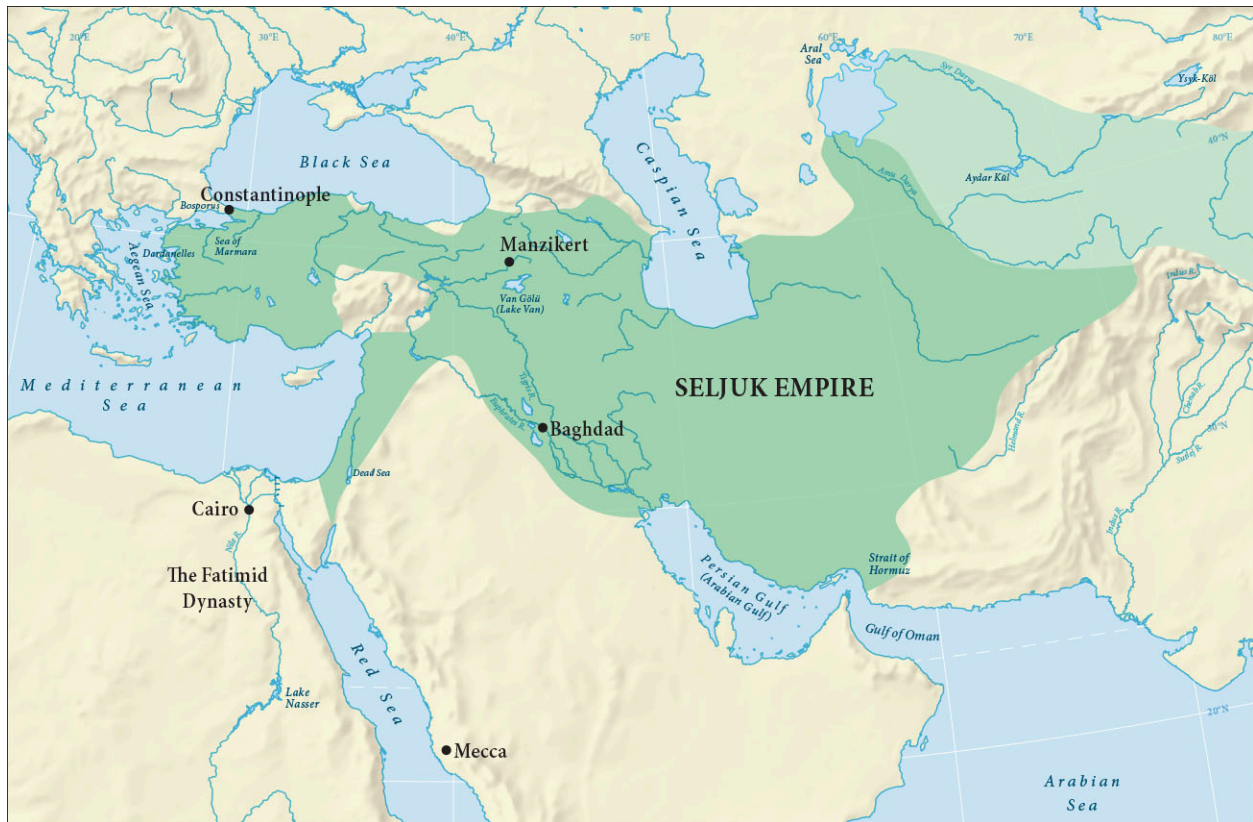 20°E
30°E
40°E
50°E
60°E
70°E
80°E
Aral
Sea
Syr Darya
Ysyk-Köl
40°N
Black Sea
Caspian Sea
Amu Darya
Aydar Kül
Constantinople
Bosporus
Sea of
Marmara
Dardanelles
Aegean Sea
Manzikert
Van Gölü
(Lake Van)
Indus R.
SELJUK EMPIRE
Mediterranean
Sea
Tigris R.
Euphrates R.
Baghdad
Chenab R.
30°N
Helmand R.
Sutlej R.
Dead Sea
Cairo
Nile R.
Indus R.
The Fatimid
Dynasty
Strait of
Hormuz
Persian Gulf
(Arabian Gulf)
Gulf of Oman
Red Sea
Lake
Nasser
20°N
Mecca
Arabian
Sea